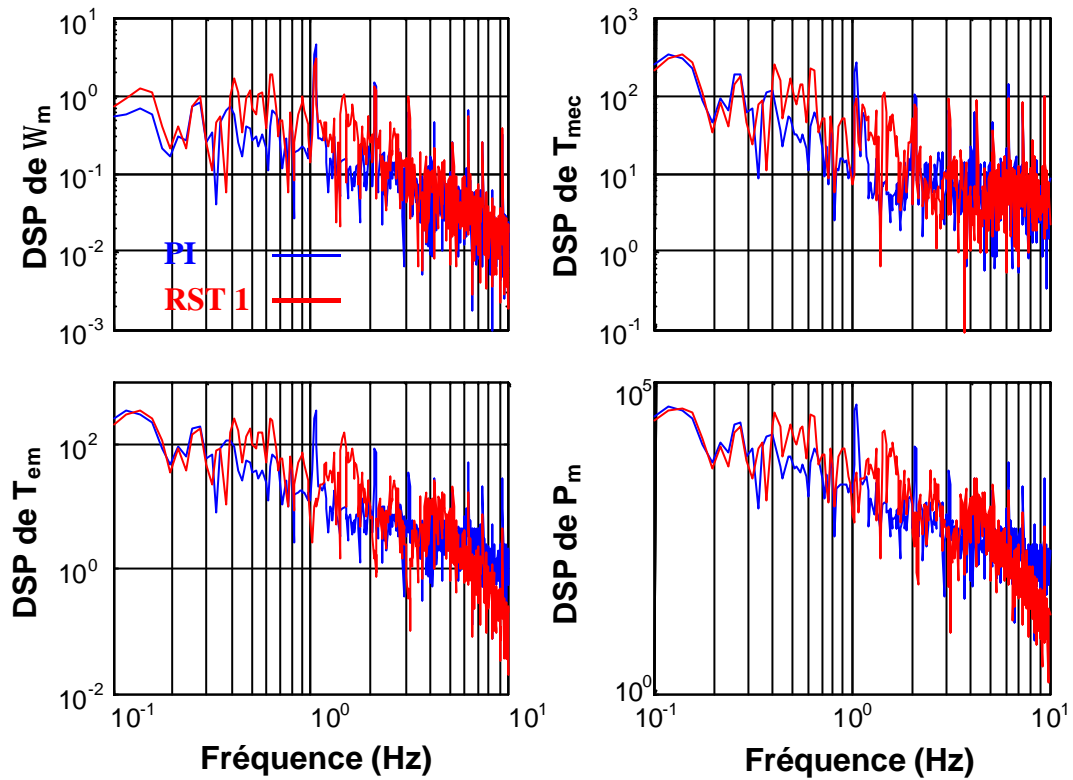 10^1
10^0
10^-1
10^-2
10^-3
DSP de W_m
PI
RST 1
10^3
10^2
10^1
10^0
10^-1
DSP de T_mec
10^2
10^0
10^-2
DSP de T_em
10^-1
10^0
10^1
Fréquence (Hz)
10^5
10^0
DSP de P_m
10^-1
10^0
10^1
Fréquence (Hz)